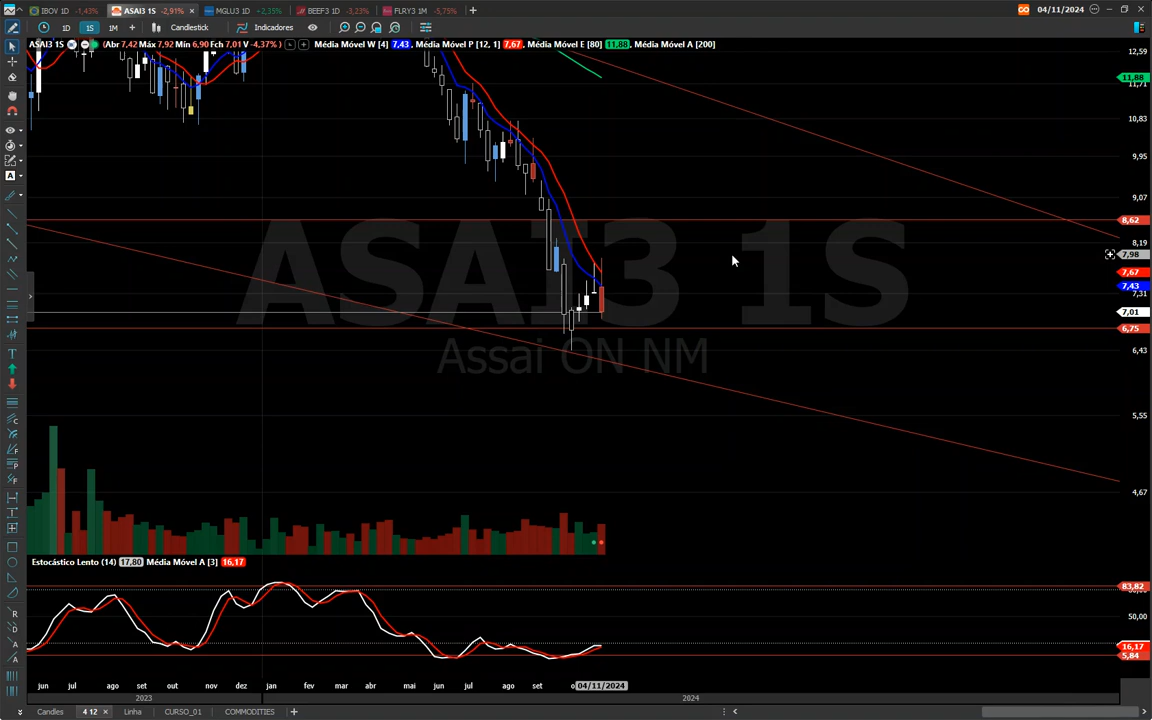 IBOV 1D -1,43%
ASAI3 1S -2,91%
MGLU3 1D +2,35%
BEEF3 1D -3,23%
FLRY3 1M -5,75%
04/11/2024
1D 1S 1M Candlestick Indicadores
ASAI3 1S (Abr 7,42 Máx 7,92 Mín 6,90 Fch 7,01 V -4,37% ) Média Móvel W [4] 7,43, Média Móvel P [12, 1] 7,67, Média Móvel E [80] 11,88, Média Móvel A [200]
12,59
11,88
11,71
10,83
9,95
9,07
8,62
8,19
7,98
7,67
7,43
7,31
7,01
6,75
6,43
5,55
4,67
ASAI3 1S
Assai ON NM
Estocástico Lento (14) 17,80 Média Móvel A [3] 16,17
83,82
50,00
16,17
5,84
jun jul ago set out nov dez jan fev mar abr mai jun jul ago set o 04/11/2024
2023 2024
Candles 4 12 Linha CURSO_01 COMMODITIES